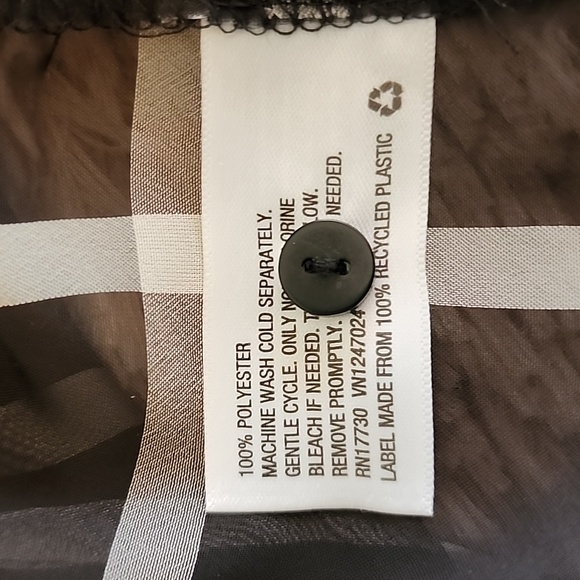 100% POLYESTER
MACHINE WASH COLD SEPARATELY.
GENTLE CYCLE. ONLY
BLEACH IF NEEDED.
REMOVE PROMPTLY. NEEDED.
RN17730 VN1247024
LABEL MADE FROM 100% RECYCLED PLASTIC